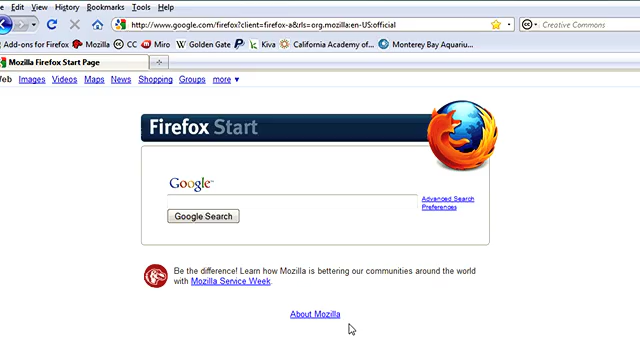 Edit View History Bookmarks Tools Help
http://www.google.com/firefox?client=firefox-a&rls=org.mozilla:en-US:official
Creative Commons
Add-ons for Firefox Mozilla CC Miro Golden Gate Kiva California Academy of... Monterey Bay Aquariu...
Mozilla Firefox Start Page
Web Images Videos Maps News Shopping Groups more ▼
Firefox Start
Google™
Advanced Search
Preferences
Google Search
Be the difference! Learn how Mozilla is bettering our communities around the world
with Mozilla Service Week.
About Mozilla